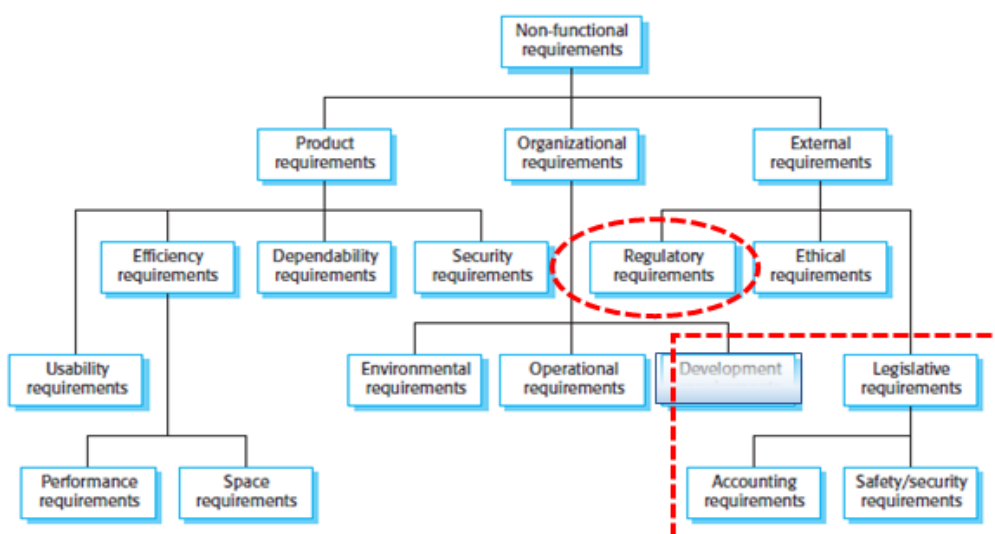 Non-functional
requirements
Product
requirements
Organizational
requirements
External
requirements
Efficiency
requirements
Dependability
requirements
Security
requirements
Regulatory
requirements
Ethical
requirements
Usability
requirements
Environmental
requirements
Operational
requirements
Development
Legislative
requirements
Performance
requirements
Space
requirements
Accounting
requirements
Safety/security
requirements